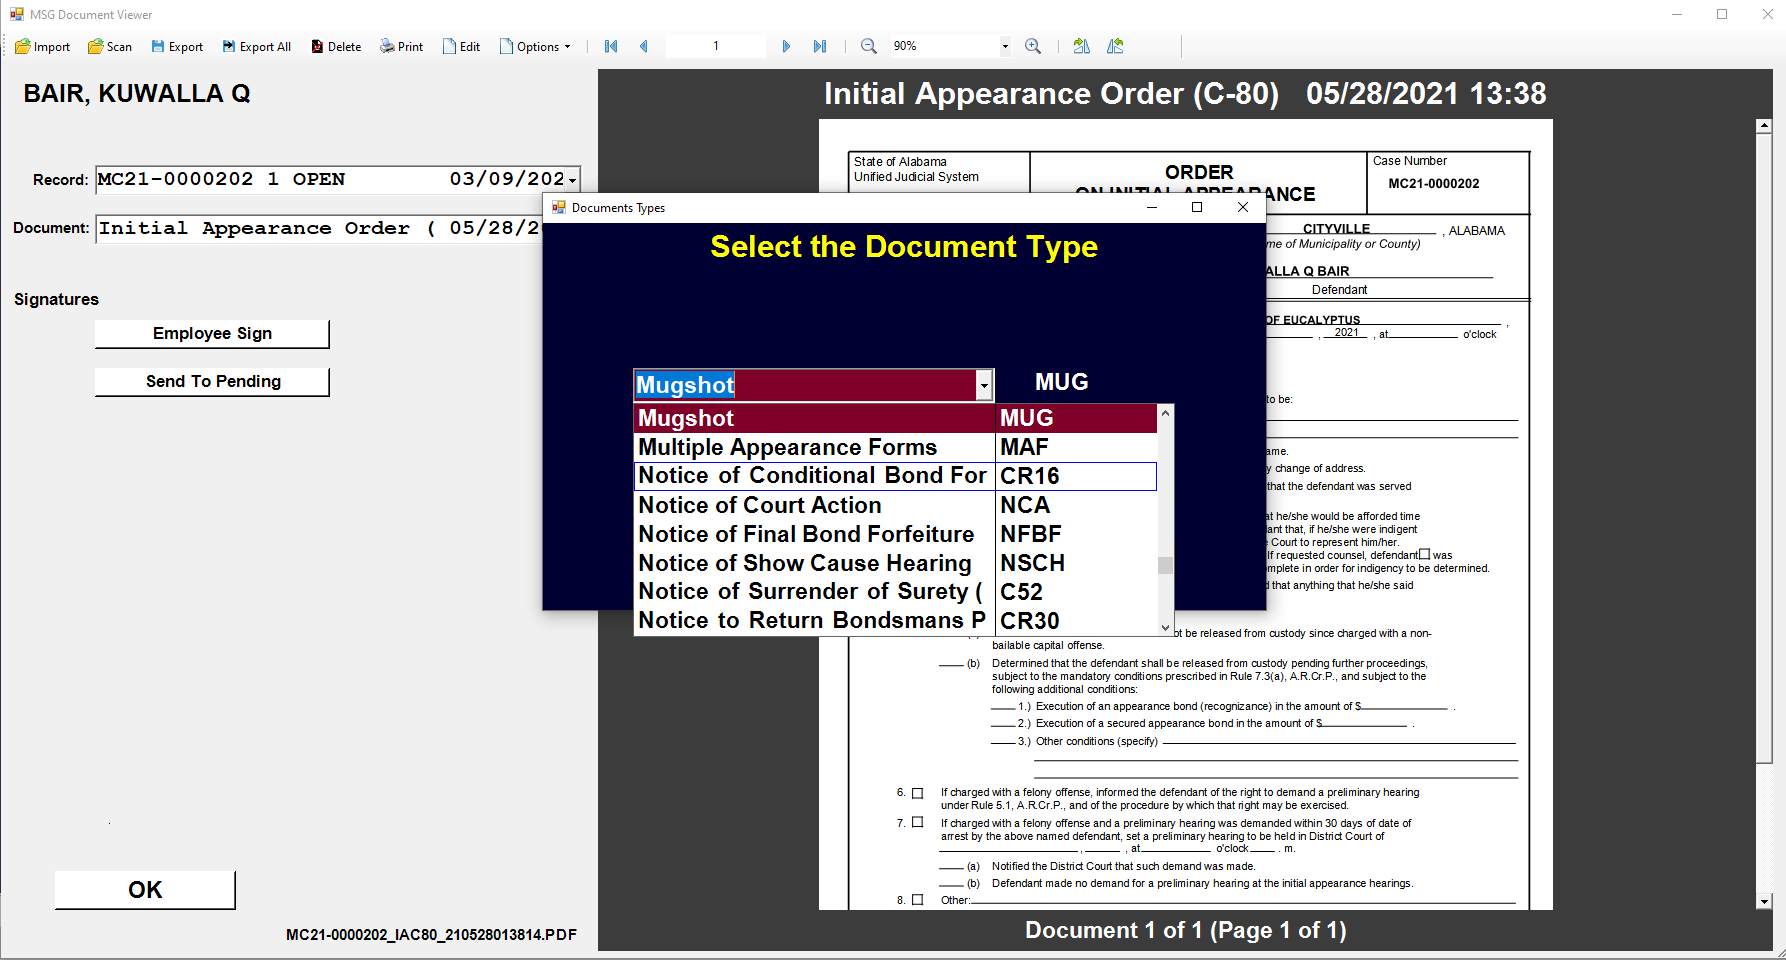 MSG Document Viewer
Import Scan Export Export All Delete Print Edit Options 1 90%
BAIR, KUWALLA Q
Record: MC21-0000202 1 OPEN 03/09/202
Document: Initial Appearance Order ( 05/28/2
Signatures
Employee Sign
Send To Pending
OK
MC21-0000202_IAC80_210528013814.PDF
Initial Appearance Order (C-80) 05/28/2021 13:38
State of Alabama
Unified Judicial System
ORDER
ON INITIAL APPEARANCE
Case Number
MC21-0000202
CITYVILLE , ALABAMA
me of Municipality or County)
ALLA Q BAIR
Defendant
OF EUCALYPTUS ,
, 2021 , at o'clock
to be:
ame.
y change of address.
that the defendant was served
at he/she would be afforded time
ant that, if he/she were indigent
Court to represent him/her.
If requested counsel, defendant was
mplete in order for indigency to be determined.
d that anything that he/she said
Documents Types
Select the Document Type
Mugshot MUG
Mugshot MUG
Multiple Appearance Forms MAF
Notice of Conditional Bond For CR16
Notice of Court Action NCA
Notice of Final Bond Forfeiture NFBF
Notice of Show Cause Hearing NSCH
Notice of Surrender of Surety ( C52
Notice to Return Bondsmans P CR30
ot be released from custody since charged with a non-
bailable capital offense.
(b) Determined that the defendant shall be released from custody pending further proceedings,
subject to the mandatory conditions prescribed in Rule 7.3(a), A.R.Cr.P., and subject to the
following additional conditions:
1.) Execution of an appearance bond (recognizance) in the amount of $ .
2.) Execution of a secured appearance bond in the amount of $ .
3.) Other conditions (specify)
6. If charged with a felony offense, informed the defendant of the right to demand a preliminary hearing
under Rule 5.1, A.R.Cr.P., and of the procedure by which that right may be exercised.
7. If charged with a felony offense and a preliminary hearing was demanded within 30 days of date of
arrest by the above named defendant, set a preliminary hearing to be held in District Court of
, , at o'clock . m.
(a) Notified the District Court that such demand was made.
(b) Defendant made no demand for a preliminary hearing at the initial appearance hearings.
8. Other:
Document 1 of 1 (Page 1 of 1)